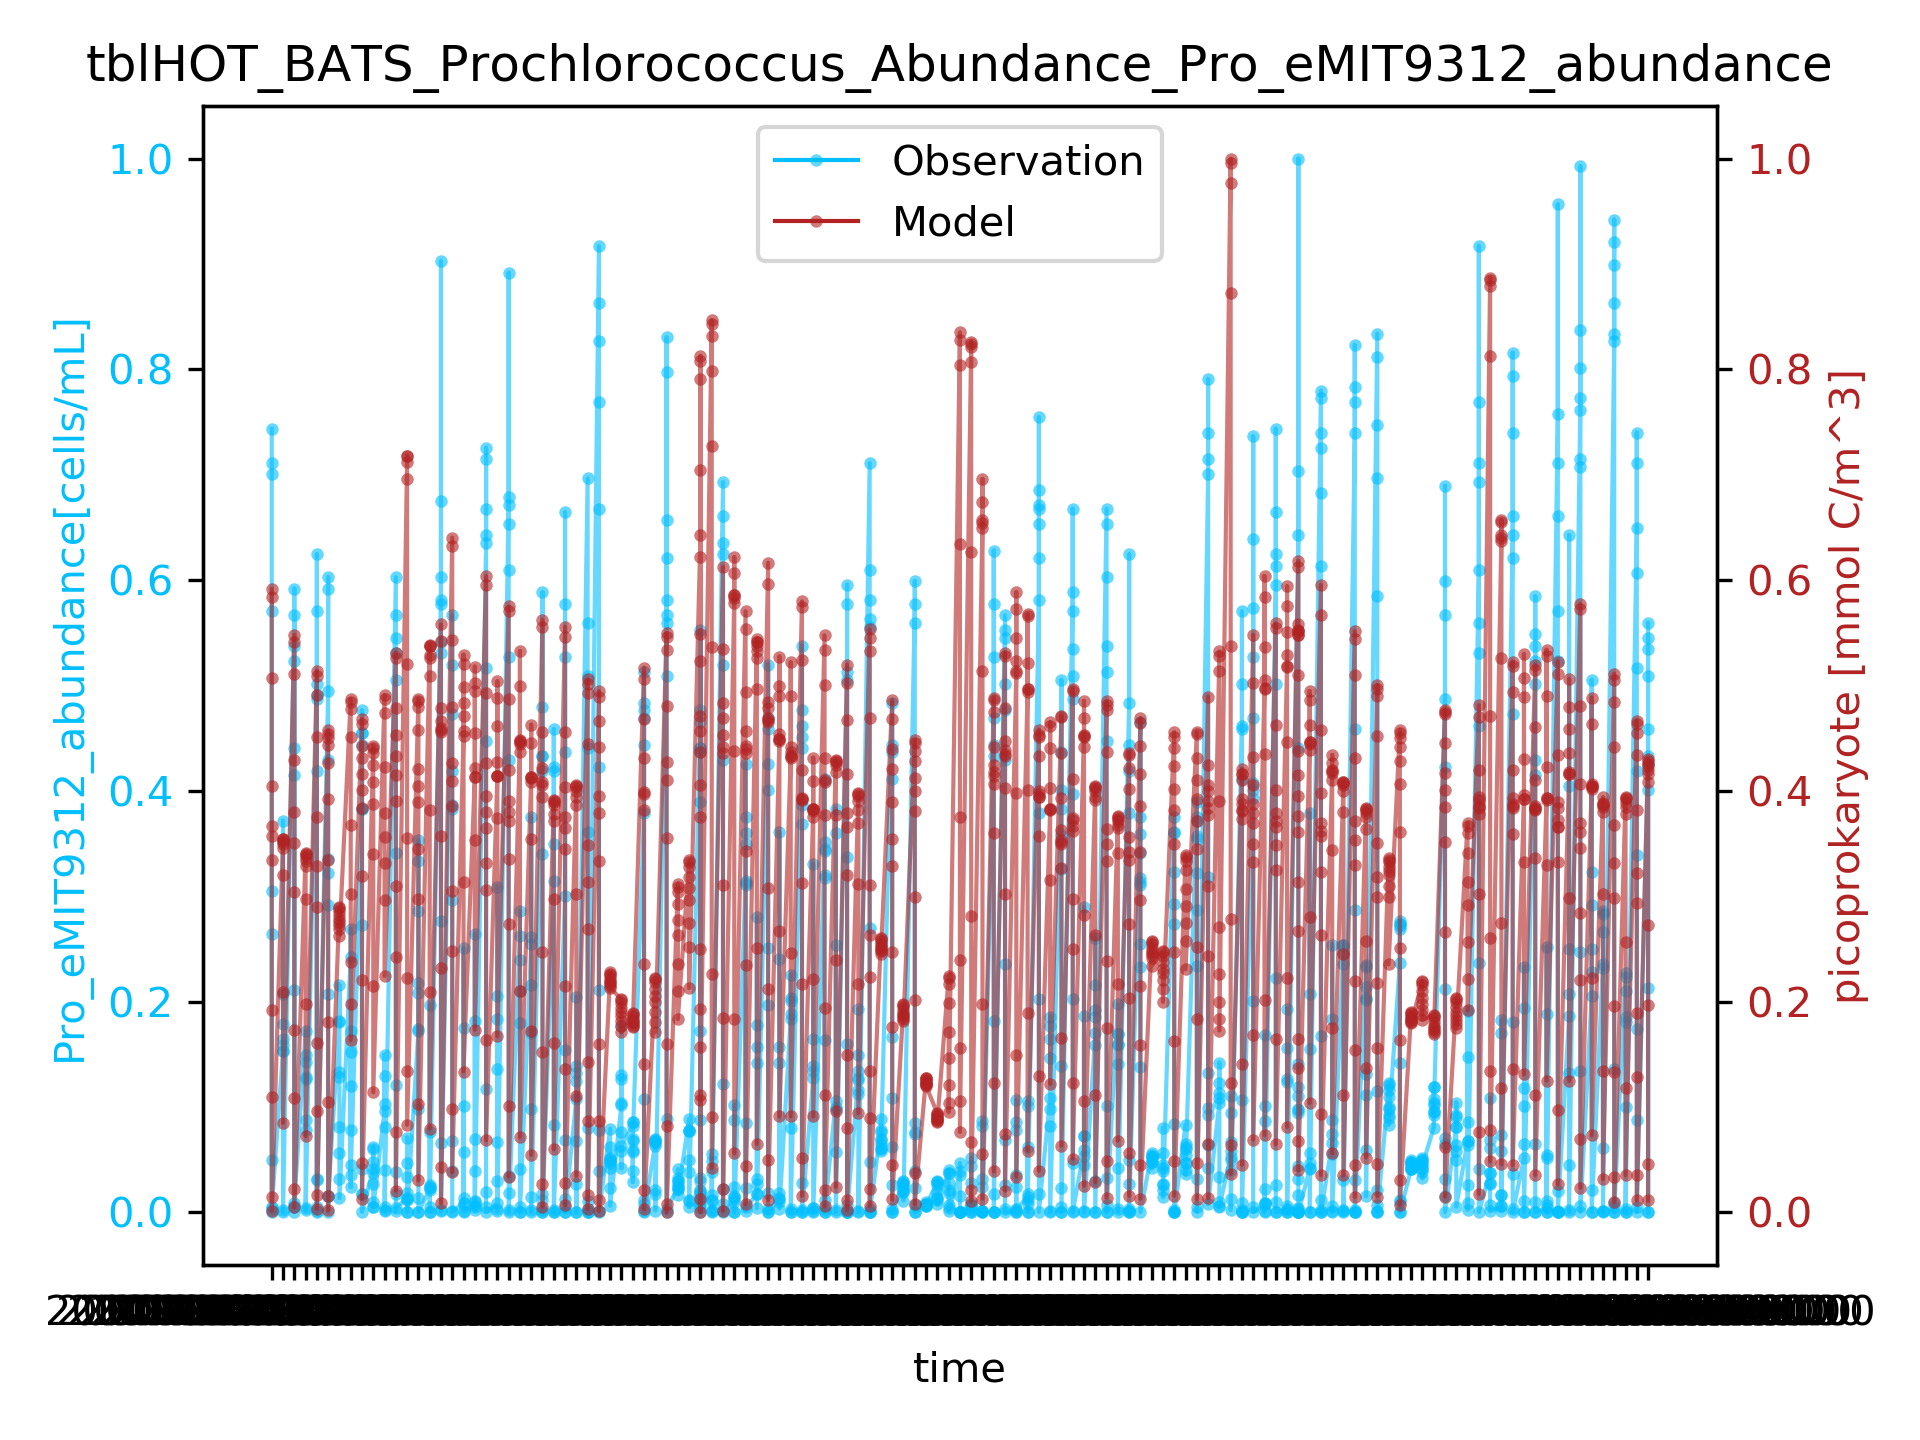 tblHOT_BATS_Prochlorococcus_Abundance_Pro_eMIT9312_abundance
Observation
Model
1.0
0.8
0.6
0.4
0.2
0.0
Pro_eMIT9312_abundance[cells/mL]
1.0
0.8
0.6
0.4
0.2
0.0
picoprokaryote [mmol C/m^3]
time